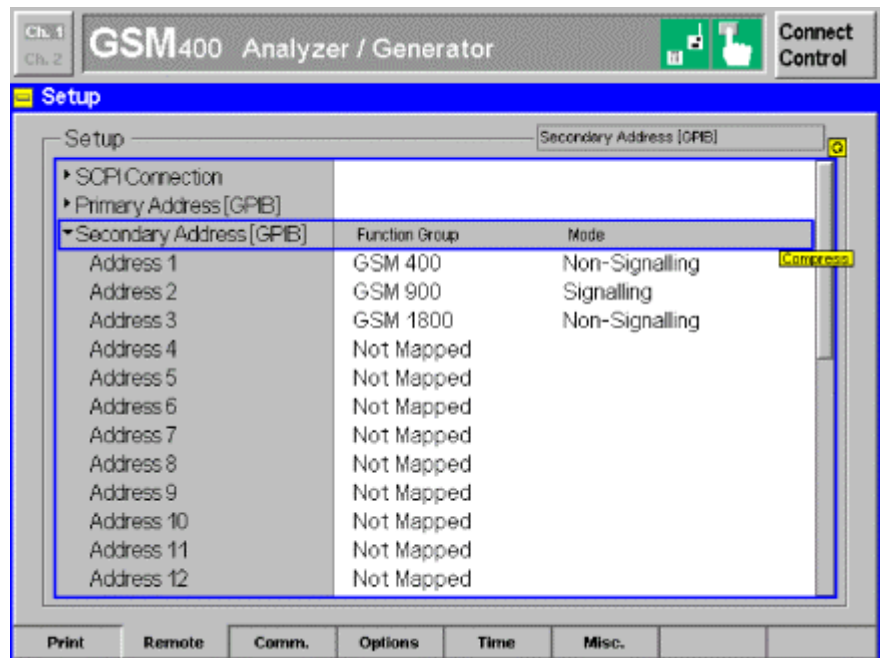 Ch. 1
Ch. 2
GSM400 Analyzer / Generator
Connect
Control
Setup
Setup
Secondary Address [GPIB]
SCPI Connection
Primary Address [GPIB]
Secondary Address [GPIB] Function Group Mode
Compress
Address 1 GSM 400 Non-Signalling
Address 2 GSM 900 Signalling
Address 3 GSM 1800 Non-Signalling
Address 4 Not Mapped
Address 5 Not Mapped
Address 6 Not Mapped
Address 7 Not Mapped
Address 8 Not Mapped
Address 9 Not Mapped
Address 10 Not Mapped
Address 11 Not Mapped
Address 12 Not Mapped
Print Remote Comm. Options Time Misc.